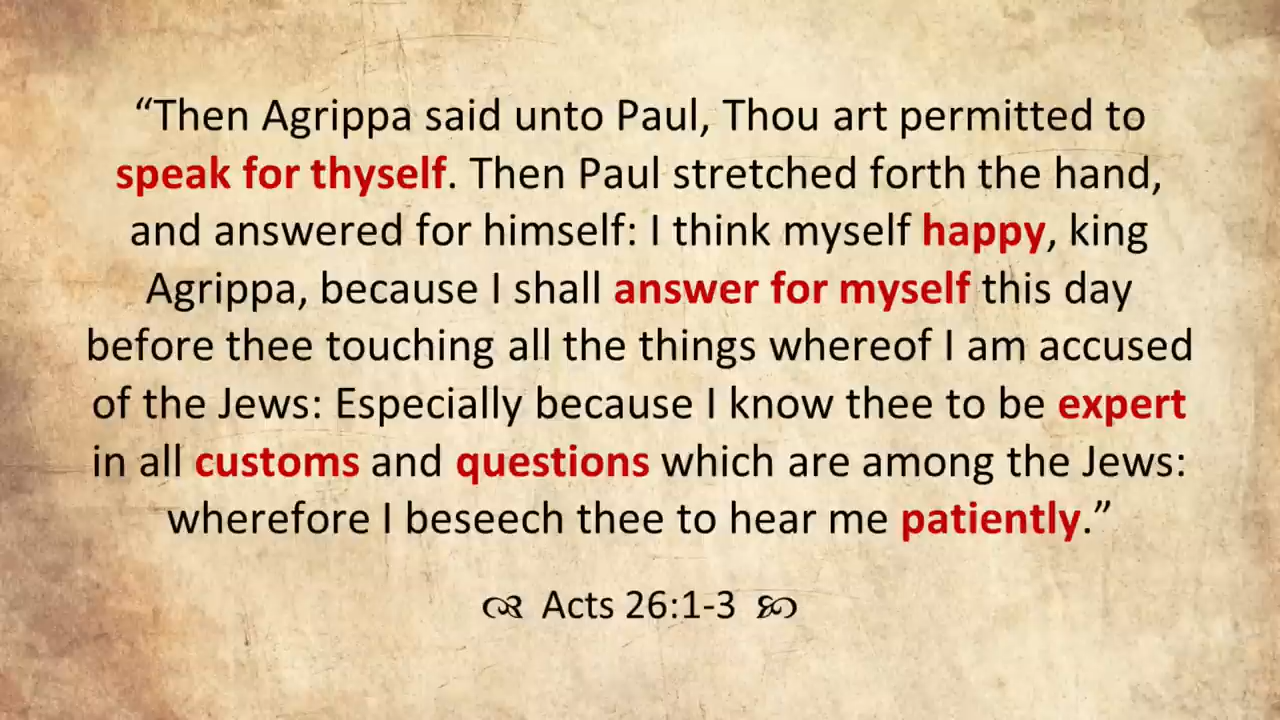 “Then Agrippa said unto Paul, Thou art permitted to
speak for thyself. Then Paul stretched forth the hand,
and answered for himself: I think myself happy, king
Agrippa, because I shall answer for myself this day
before thee touching all the things whereof I am accused
of the Jews: Especially because I know thee to be expert
in all customs and questions which are among the Jews:
wherefore I beseech thee to hear me patiently.”
Acts 26:1-3